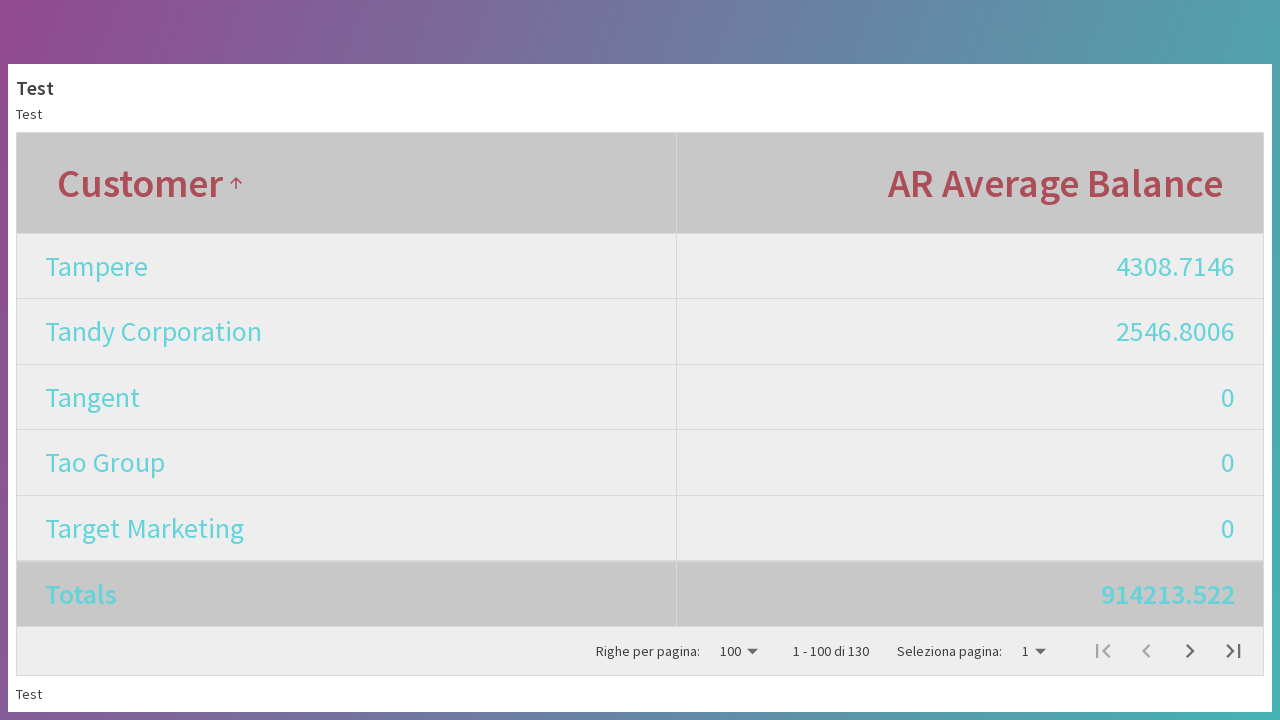 Test
Test
Customer AR Average Balance
Tampere 4308.7146
Tandy Corporation 2546.8006
Tangent 0
Tao Group 0
Target Marketing 0
Totals 914213.522
Righe per pagina: 100 1 - 100 di 130 Seleziona pagina: 1
Test